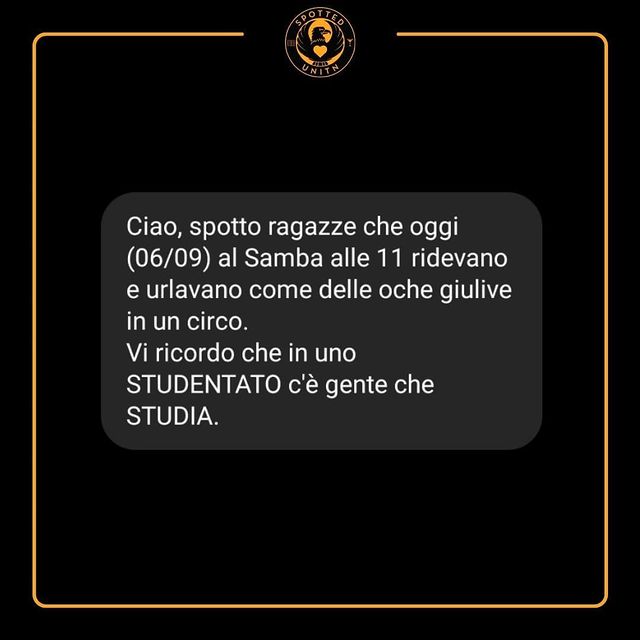 SPOTTED
UNITN
Ciao, spotto ragazze che oggi
(06/09) al Samba alle 11 ridevano
e urlavano come delle oche giulive
in un circo.
Vi ricordo che in uno
STUDENTATO c'è gente che
STUDIA.